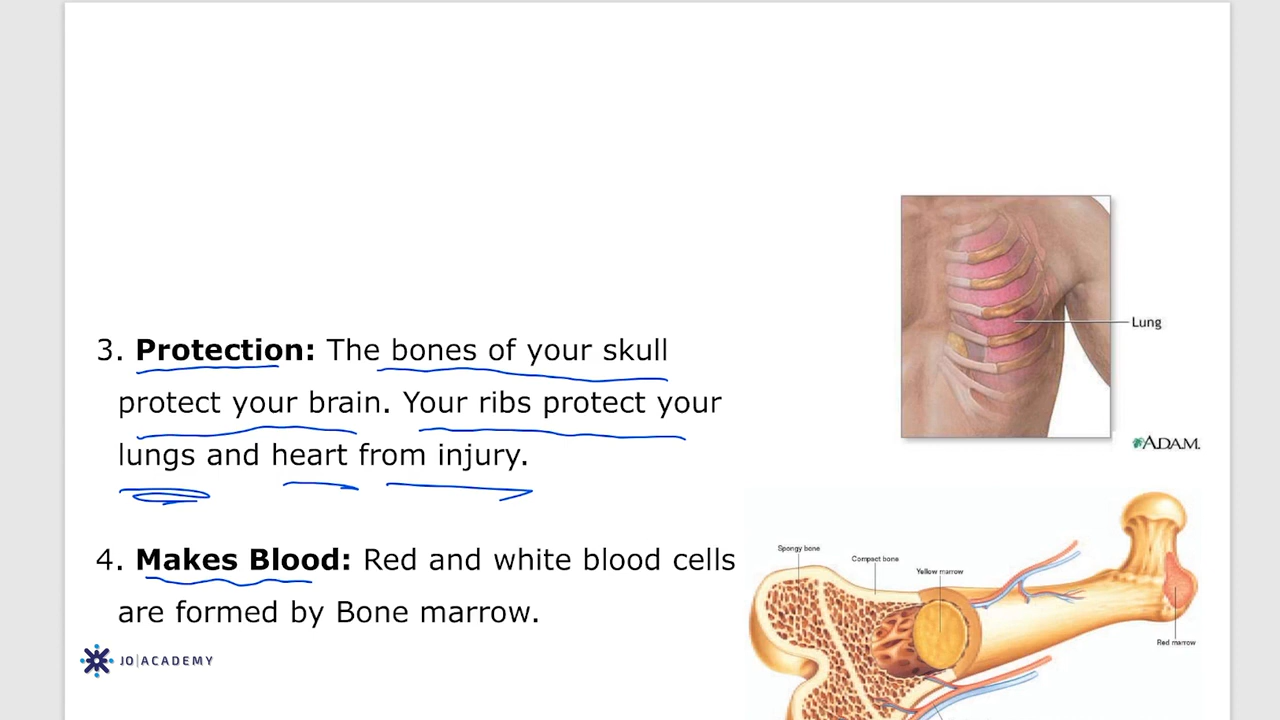 3. Protection: The bones of your skull
protect your brain. Your ribs protect your
lungs and heart from injury.
Lung
ADAM.
4. Makes Blood: Red and white blood cells
are formed by Bone marrow.
Spongy bone
Compact bone
Yellow marrow
Red marrow
JO|ACADEMY